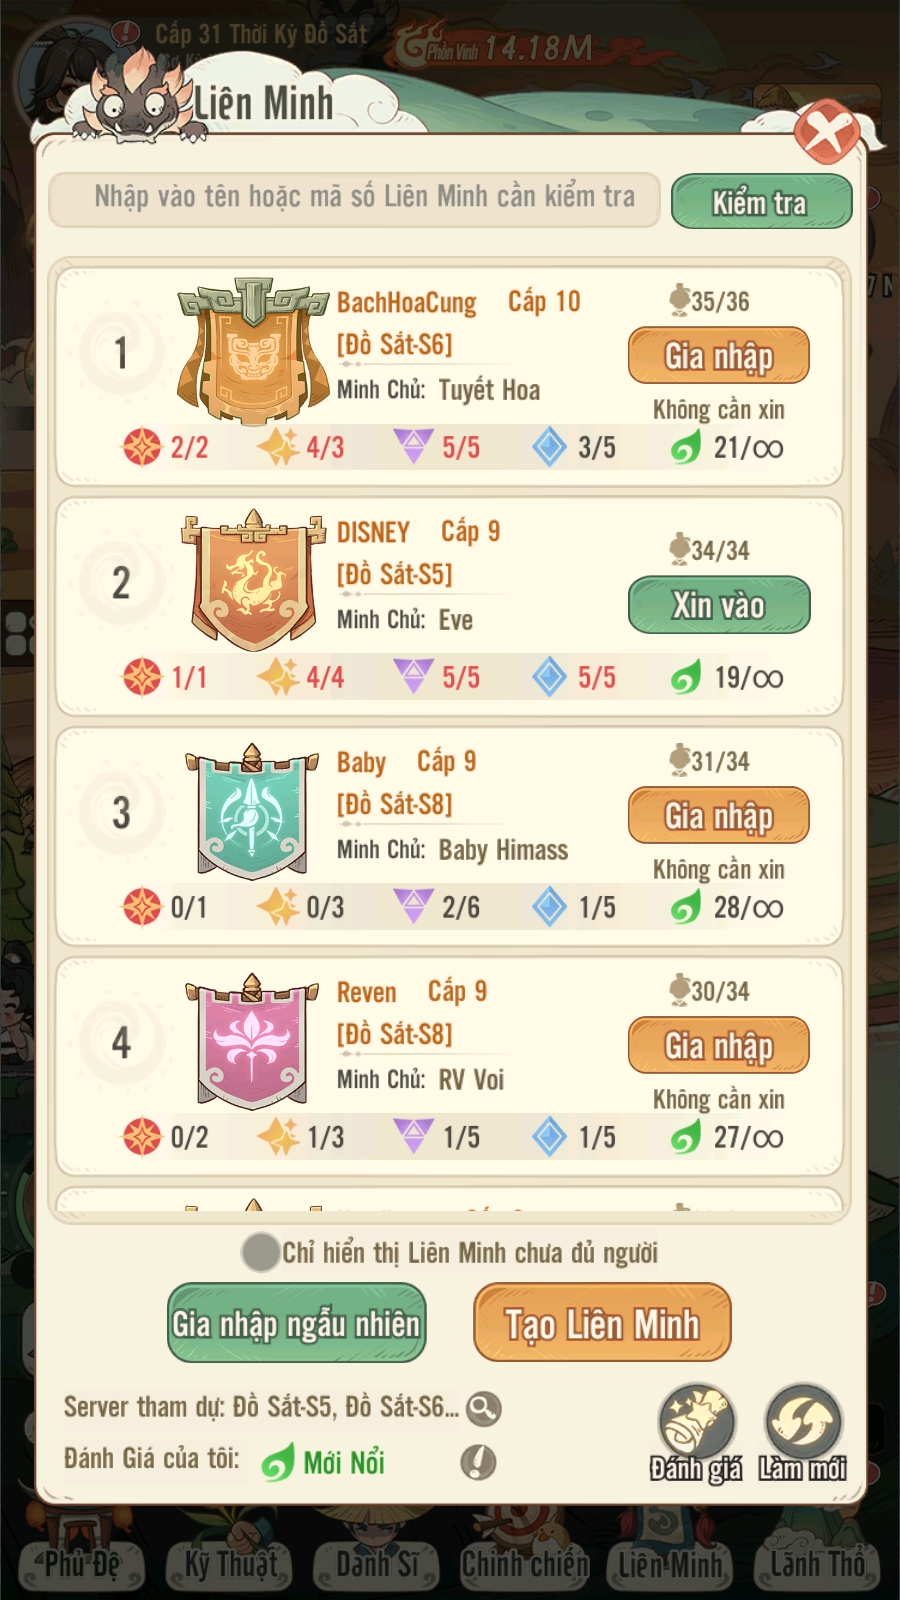 Cấp 31 Thời Kỳ Đồ Sắt
Phồn Vinh 14.18M
Liên Minh
Nhập vào tên hoặc mã số Liên Minh cần kiểm tra
Kiểm tra
1
BachHoaCung Cấp 10
35/36
[Đồ Sắt-S6]
Gia nhập
Minh Chủ: Tuyết Hoa
Không cần xin
2/2 4/3 5/5 3/5 21/∞
2
DISNEY Cấp 9
34/34
[Đồ Sắt-S5]
Xin vào
Minh Chủ: Eve
1/1 4/4 5/5 5/5 19/∞
3
Baby Cấp 9
31/34
[Đồ Sắt-S8]
Gia nhập
Minh Chủ: Baby Himass
Không cần xin
0/1 0/3 2/6 1/5 28/∞
4
Reven Cấp 9
30/34
[Đồ Sắt-S8]
Gia nhập
Minh Chủ: RV Voi
Không cần xin
0/2 1/3 1/5 1/5 27/∞
Chỉ hiển thị Liên Minh chưa đủ người
Gia nhập ngẫu nhiên
Tạo Liên Minh
Server tham dự: Đồ Sắt-S5, Đồ Sắt-S6...
Đánh Giá của tôi: Mới Nổi
Đánh giá Làm mới
Phủ Đệ Kỹ Thuật Danh Sĩ Chinh chiến Liên Minh Lãnh Thổ